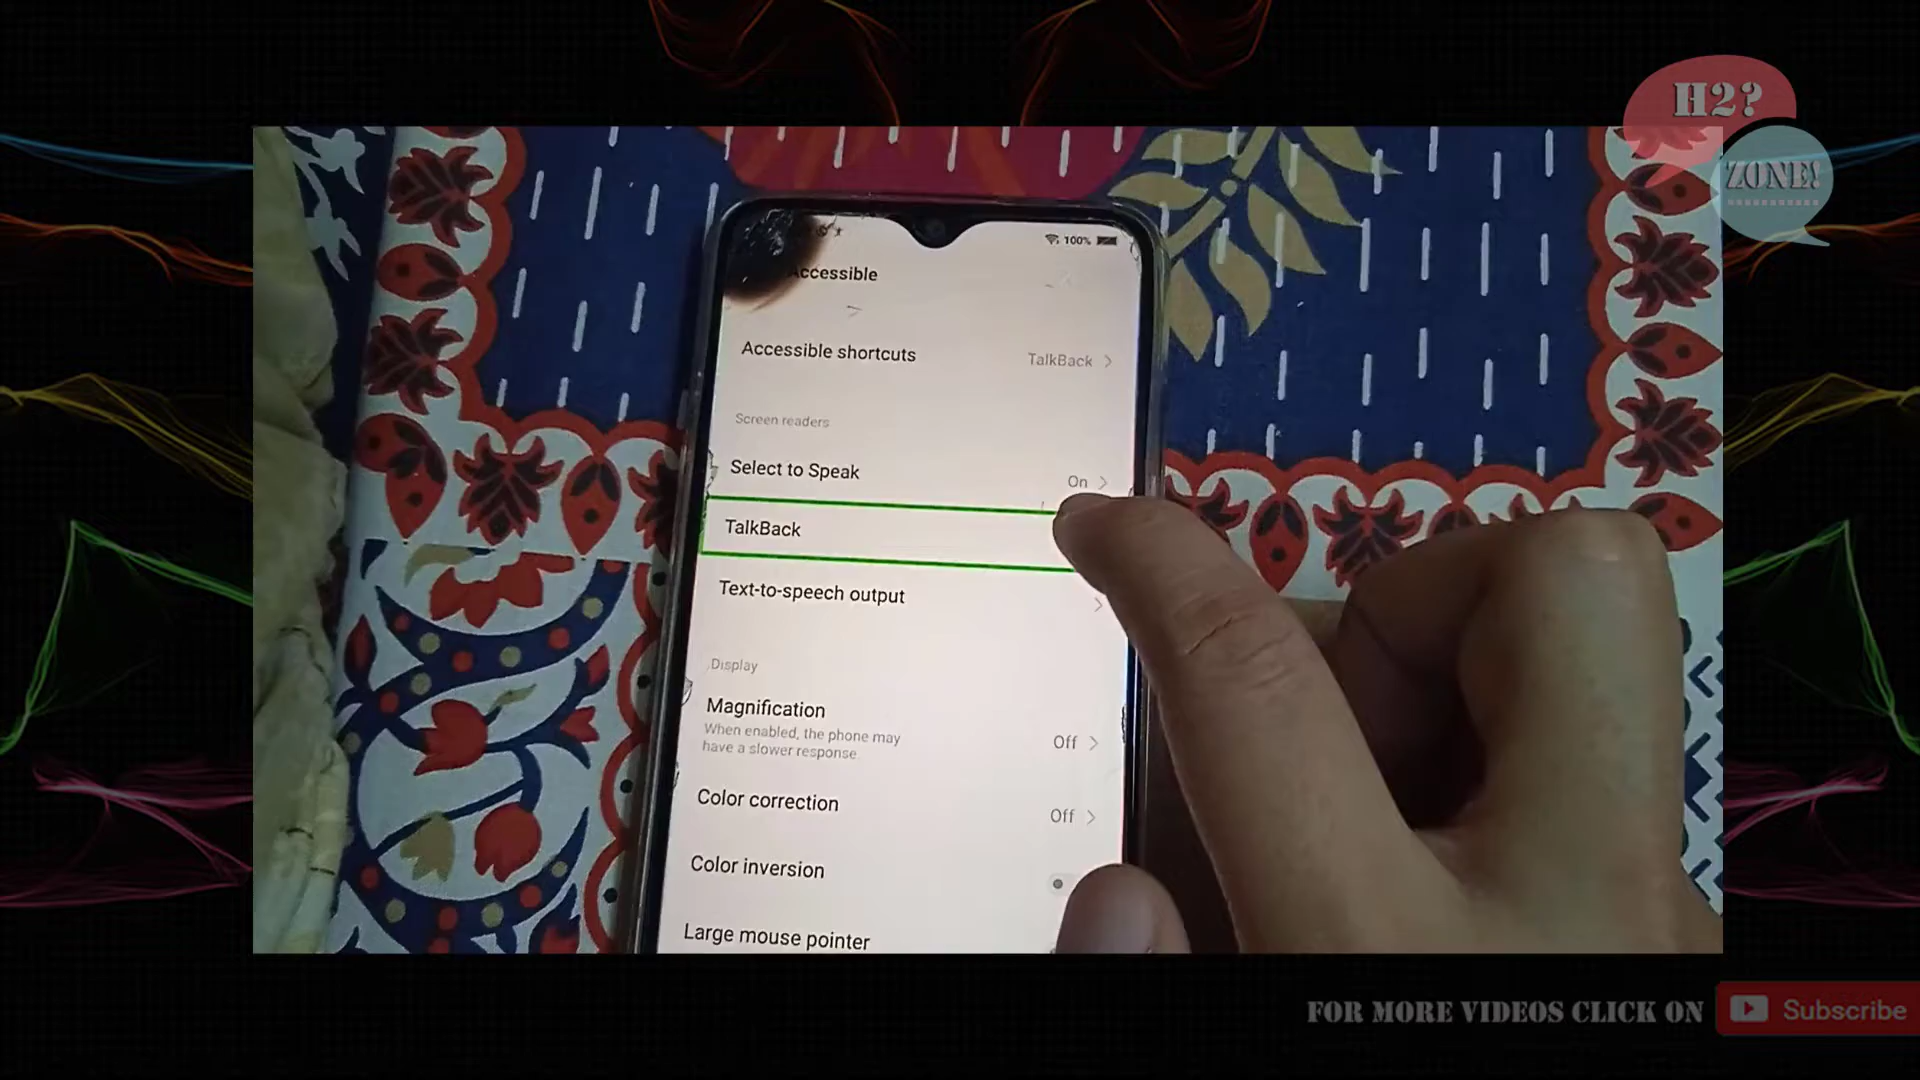 H2?
ZONE!
100%
Accessible
Accessible shortcuts
TalkBack
Screen readers
Select to Speak
On
TalkBack
Text-to-speech output
Display
Magnification
When enabled, the phone may
have a slower response
Off
Color correction
Off
Color inversion
Large mouse pointer
FOR MORE VIDEOS CLICK ON
Subscribe